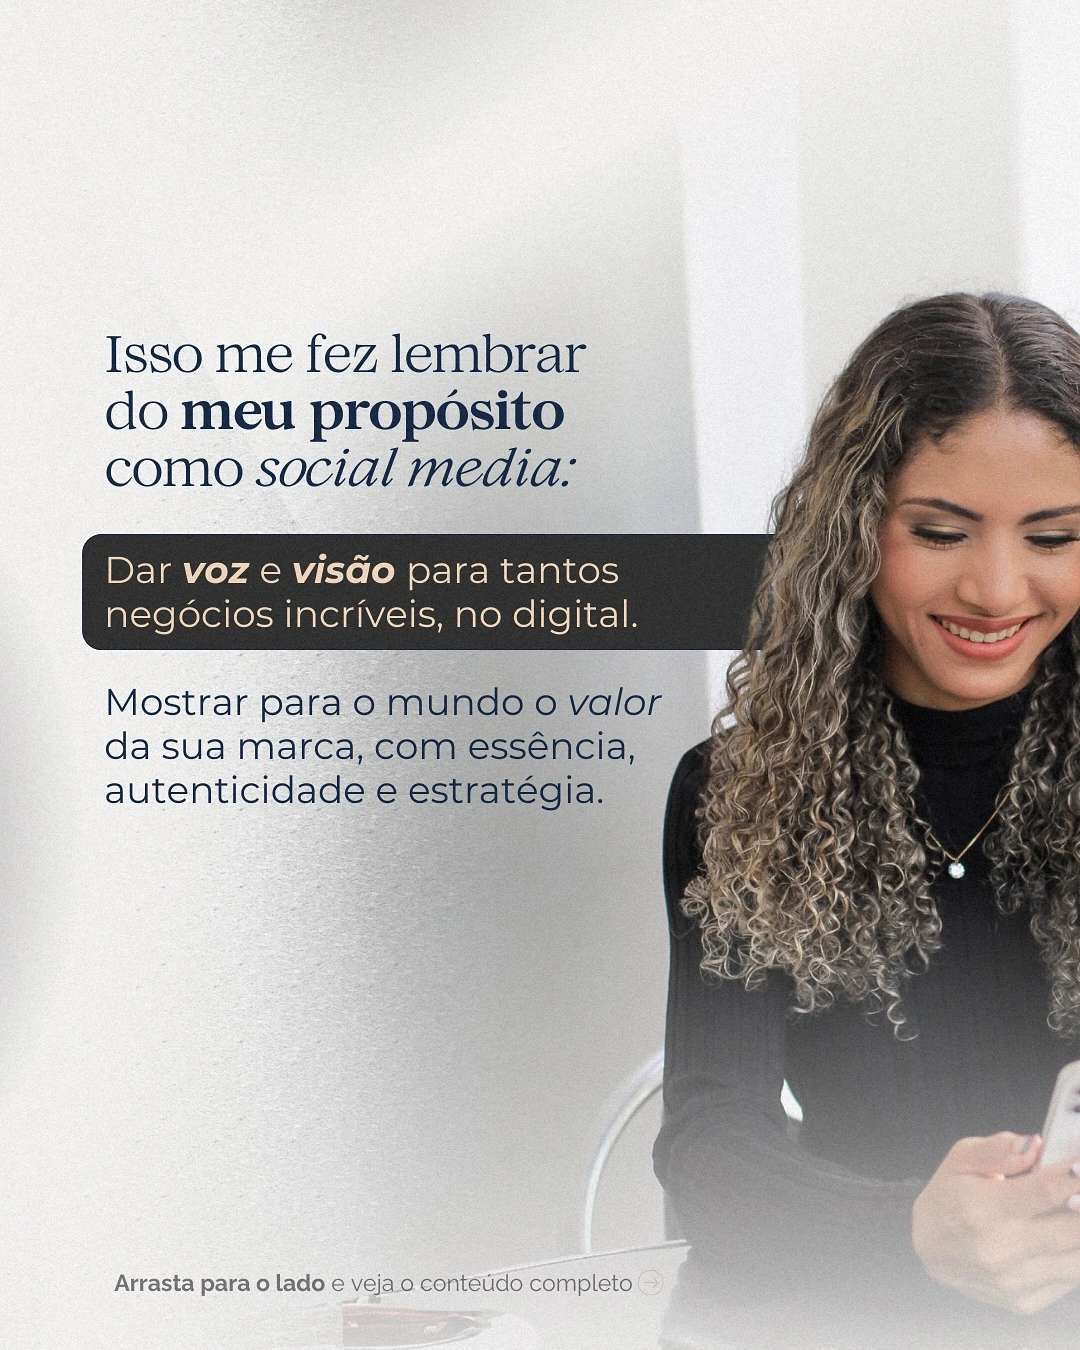 Isso me fez lembrar
do meu propósito
como social media:
Dar voz e visão para tantos
negócios incríveis, no digital.
Mostrar para o mundo o valor
da sua marca, com essência,
autenticidade e estratégia.
Arrasta para o lado e veja o conteúdo completo